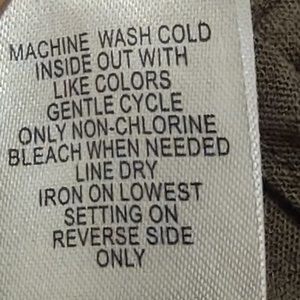 MACHINE WASH COLD
INSIDE OUT WITH
LIKE COLORS
GENTLE CYCLE
ONLY NON-CHLORINE
BLEACH WHEN NEEDED
LINE DRY
IRON ON LOWEST
SETTING ON
REVERSE SIDE
ONLY